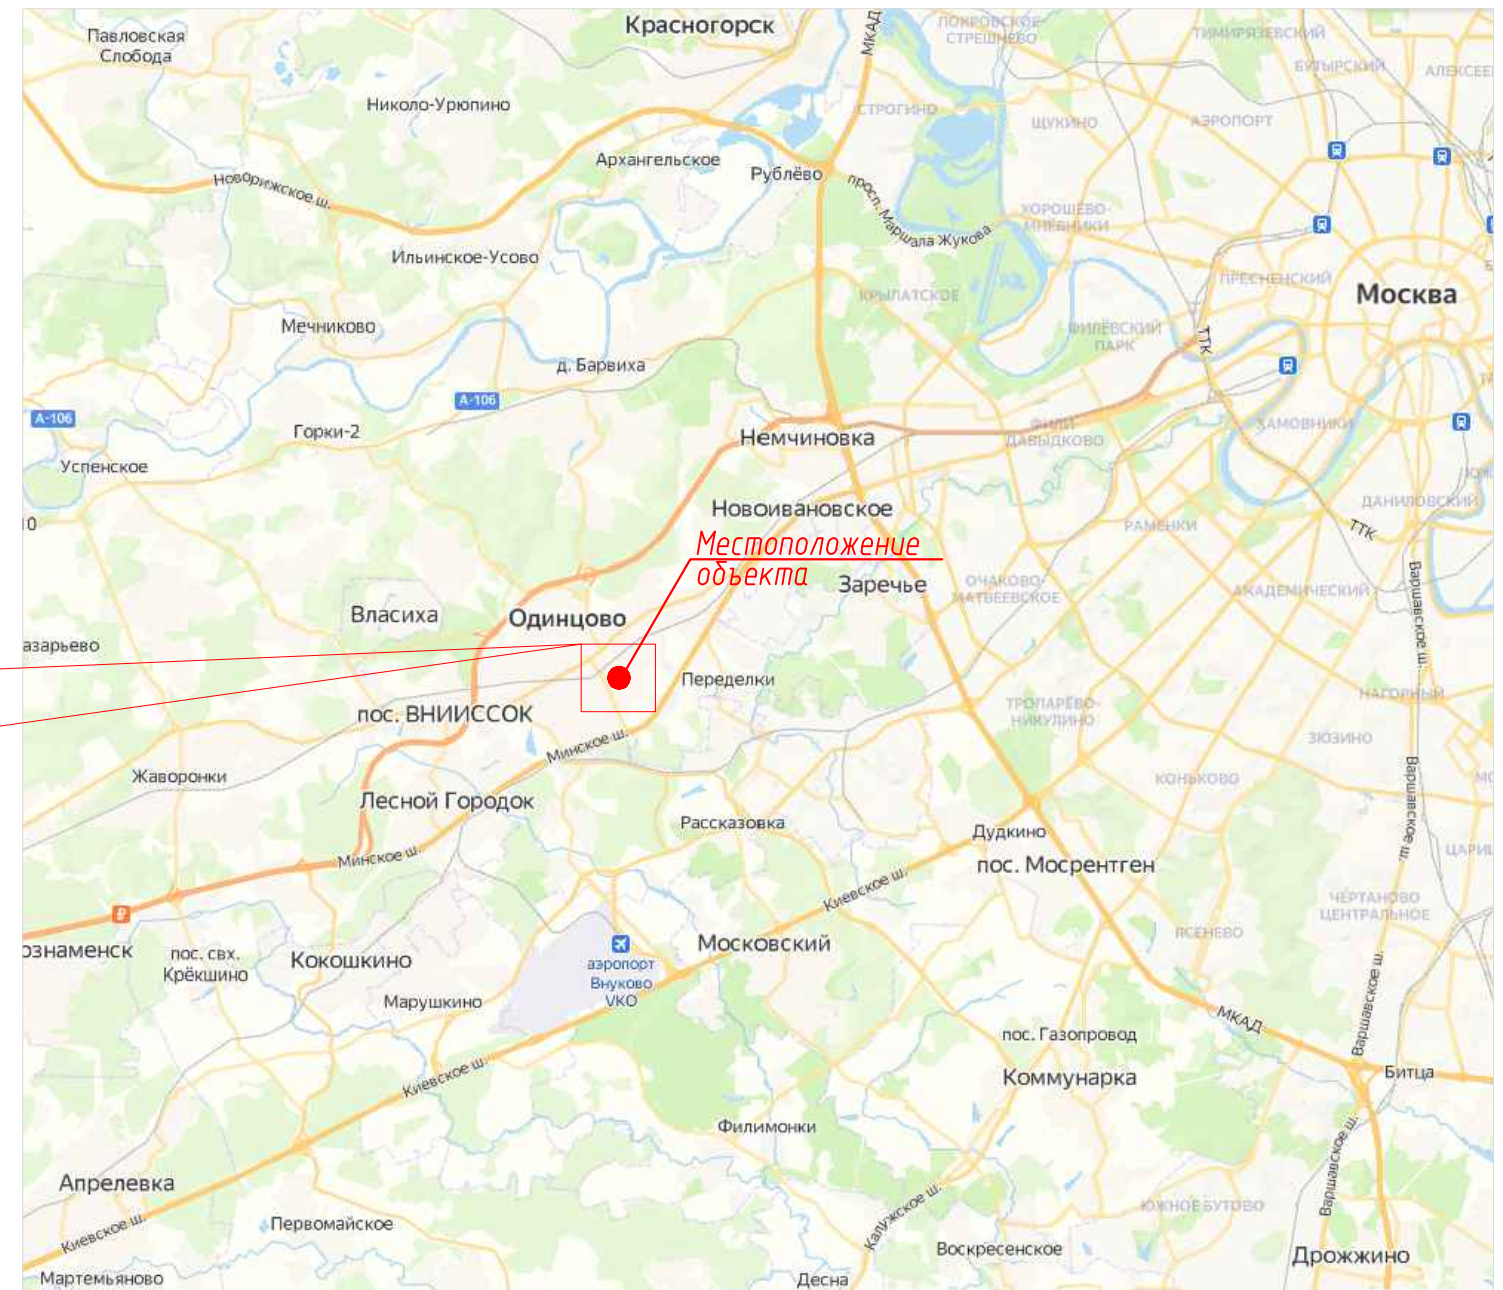 Красногорск
МКАД
ПОКРОВСКОЕ-
СТРЕШНЕВО
ТИМИРЯЗЕВСКИЙ
Павловская
Слобода
БУТЫРСКИЙ
АЛЕКСЕЕ
Николо-Урюпино
СТРОГИНО
ЩУКИНО
АЭРОПОРТ
Архангельское
Рублёво
Новорижское ш.
просп. Маршала Жукова
ХОРОШЁВО-
МНЁВНИКИ
Ильинское-Усово
ПРЕСНЕНСКИЙ
КРЫЛАТСКОЕ
Москва
Мечниково
ФИЛЁВСКИЙ
ПАРК
ТТК
д. Барвиха
А-106
А-106
Горки-2
Немчиновка
ФИЛИ-
ДАВЫДКОВО
ХАМОВНИКИ
Успенское
Новоивановское
ДАНИЛОВСКИЙ
РАМЕНКИ
ТТК
Местоположение
объекта
Заречье
ОЧАКОВО-
МАТВЕЕВСКОЕ
АКАДЕМИЧЕСКИЙ
Варшавское ш.
Власиха
Одинцово
азарьево
Переделки
НАГОРНЫЙ
ТРОПАРЁВО-
НИКУЛИНО
пос. ВНИИССОК
Минское ш.
ЗЮЗИНО
Жаворонки
КОНЬКОВО
Лесной Городок
Варшавское ш.
Рассказовка
Дудкино
Минское ш.
пос. Мосрентген
ЦАРИЦ
Киевское ш.
ЧЕРТАНОВО
ЦЕНТРАЛЬНОЕ
ЯСЕНЕВО
ознаменск
пос. свх.
Крёкшино
Кокошкино
Московский
аэропорт
Внуково
VKO
Марушкино
Варшавское ш.
МКАД
пос. Газопровод
Киевское ш.
Коммунарка
Битца
Филимонки
Варшавское ш.
Апрелевка
Калужское ш.
ЮЖНОЕ БУТОВО
Первомайское
Киевское ш.
Воскресенское
Дрожжино
Мартемьяново
Десна